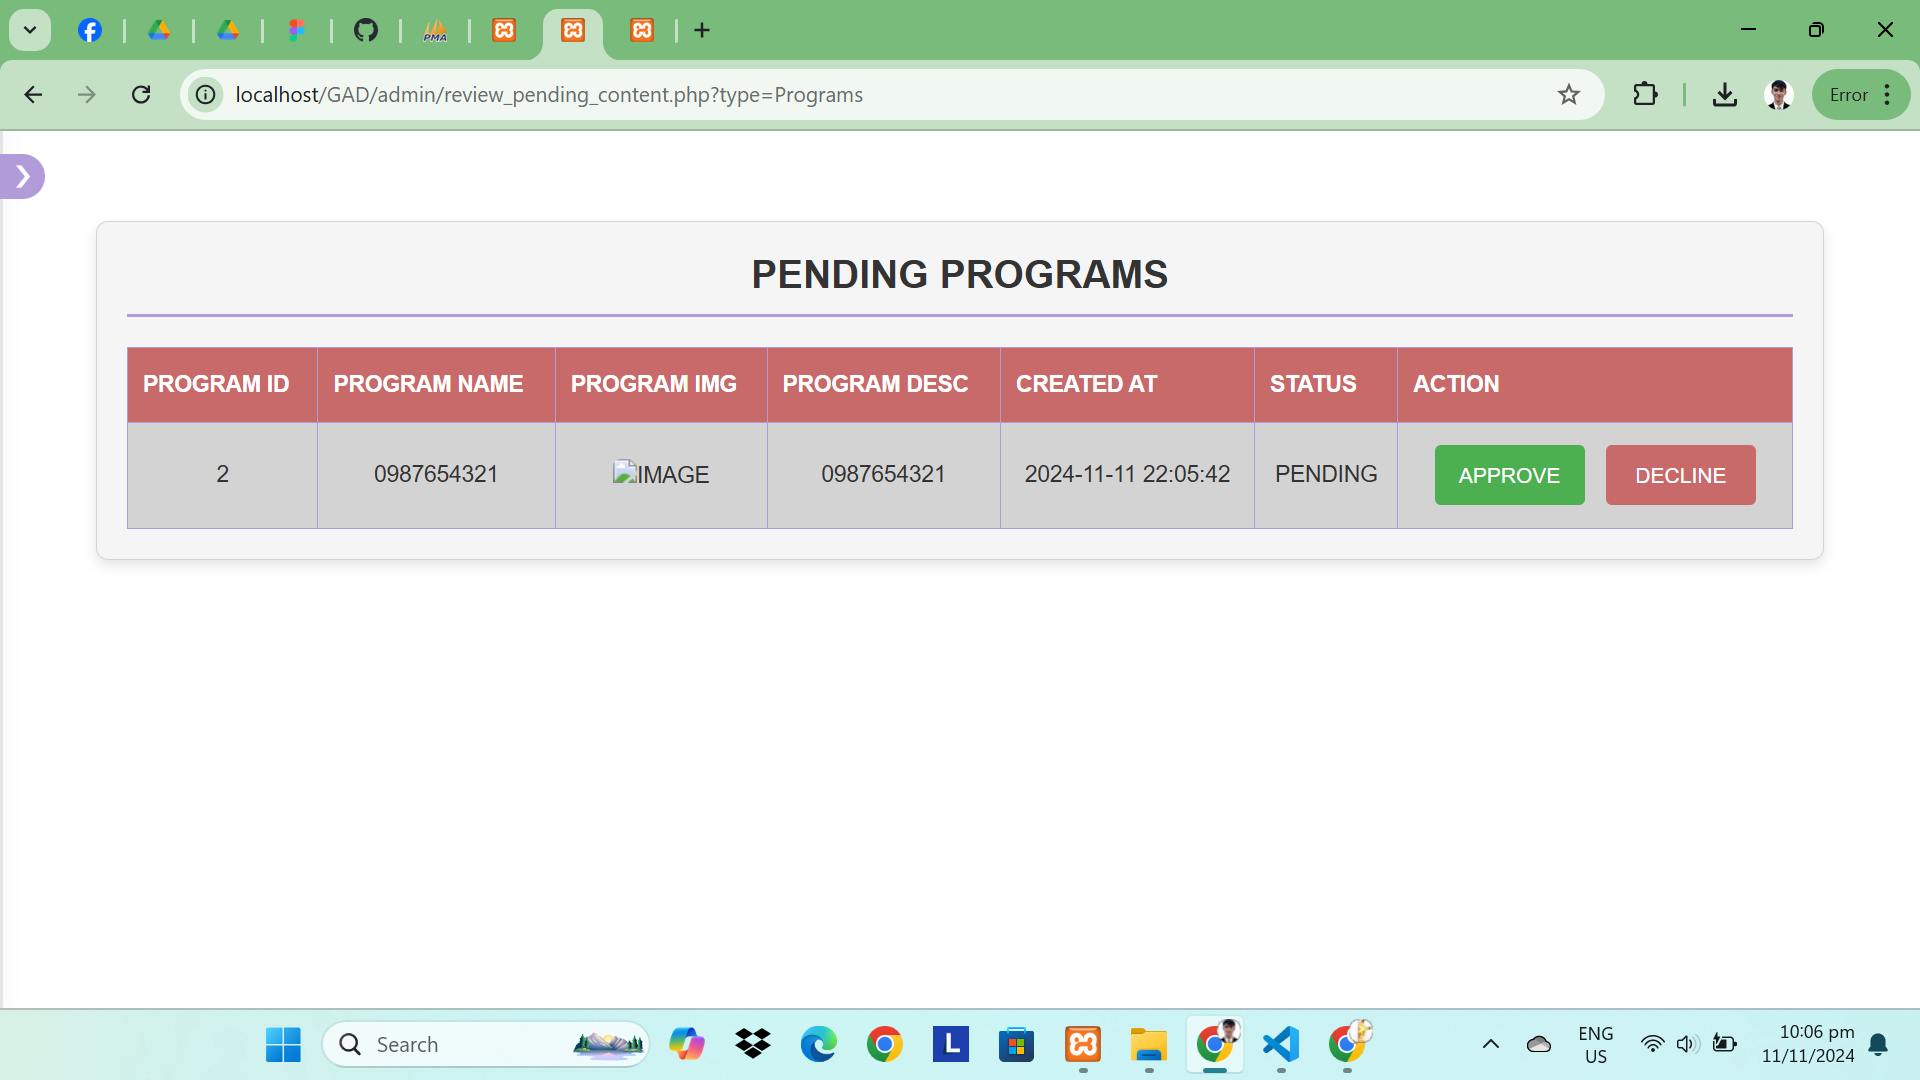 PMA
localhost/GAD/admin/review_pending_content.php?type=Programs
Error
PENDING PROGRAMS
PROGRAM ID PROGRAM NAME PROGRAM IMG PROGRAM DESC CREATED AT STATUS ACTION
2 0987654321 IMAGE 0987654321 2024-11-11 22:05:42 PENDING APPROVE DECLINE
Search
L
ENG
US
10:06 pm
11/11/2024